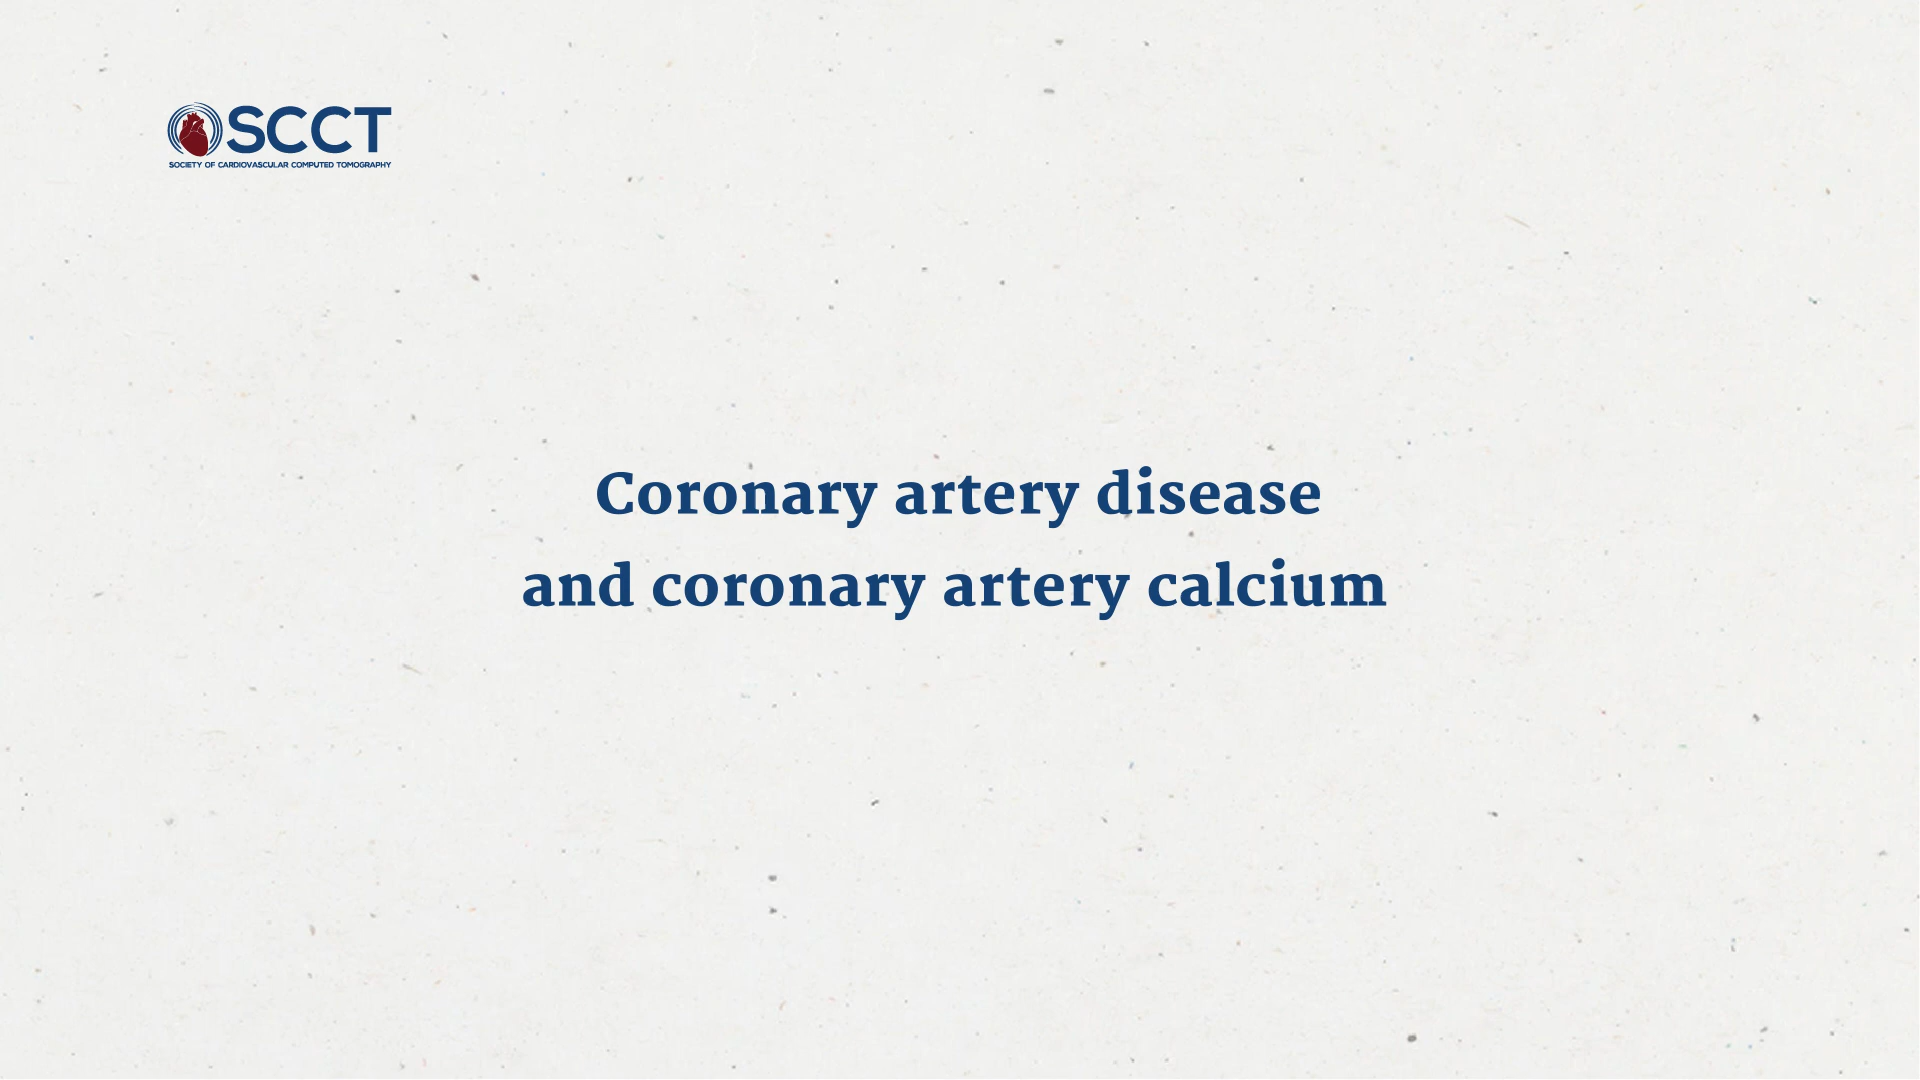 SCCT
SOCIETY OF CARDIOVASCULAR COMPUTED TOMOGRAPHY
Coronary artery disease
and coronary artery calcium